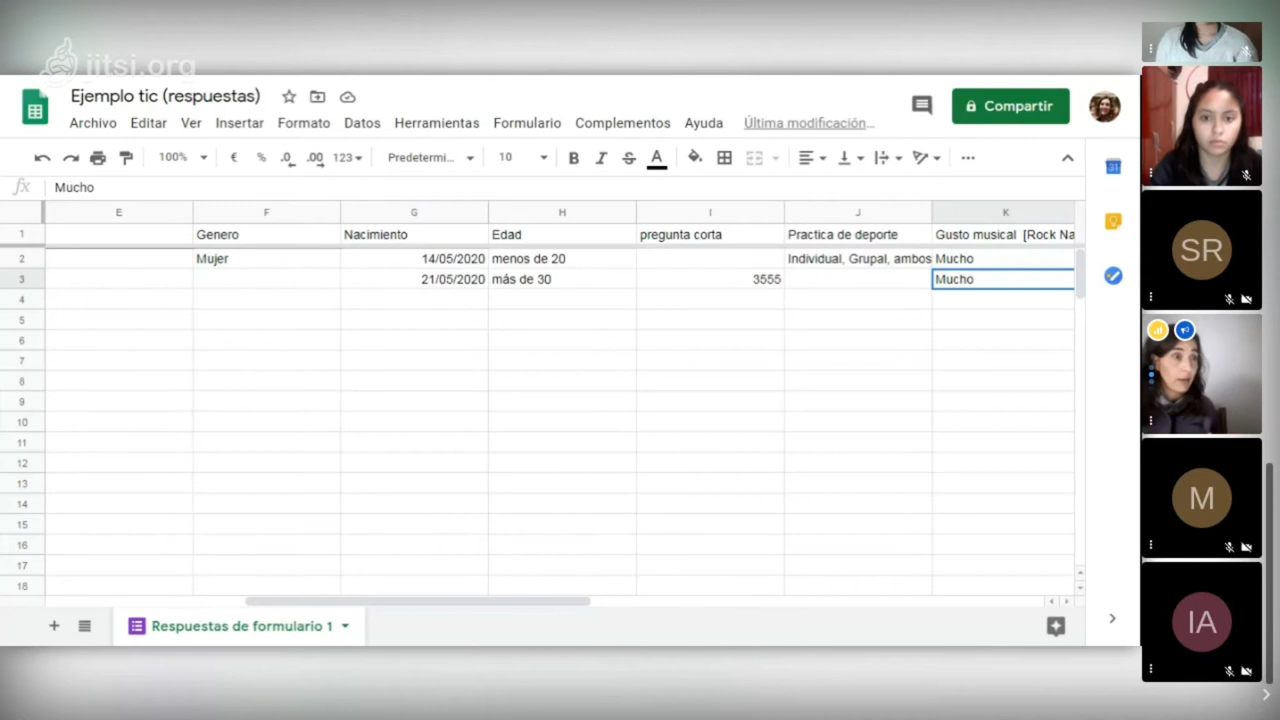 jitsi.org
Ejemplo tic (respuestas)
Compartir
Archivo Editar Ver Insertar Formato Datos Herramientas Formulario Complementos Ayuda Última modificación...
100% € % .0 .00 123 Predetermi... 10 B I S A
fx Mucho
E F G H I J K
1 Genero Nacimiento Edad pregunta corta Practica de deporte Gusto musical [Rock Na
2 Mujer 14/05/2020 menos de 20 Individual, Grupal, ambos Mucho
3 21/05/2020 más de 30 3555 Mucho
4
5
6
7
8
9
10
11
12
13
14
15
16
17
18
Respuestas de formulario 1
31
SR
M
IA